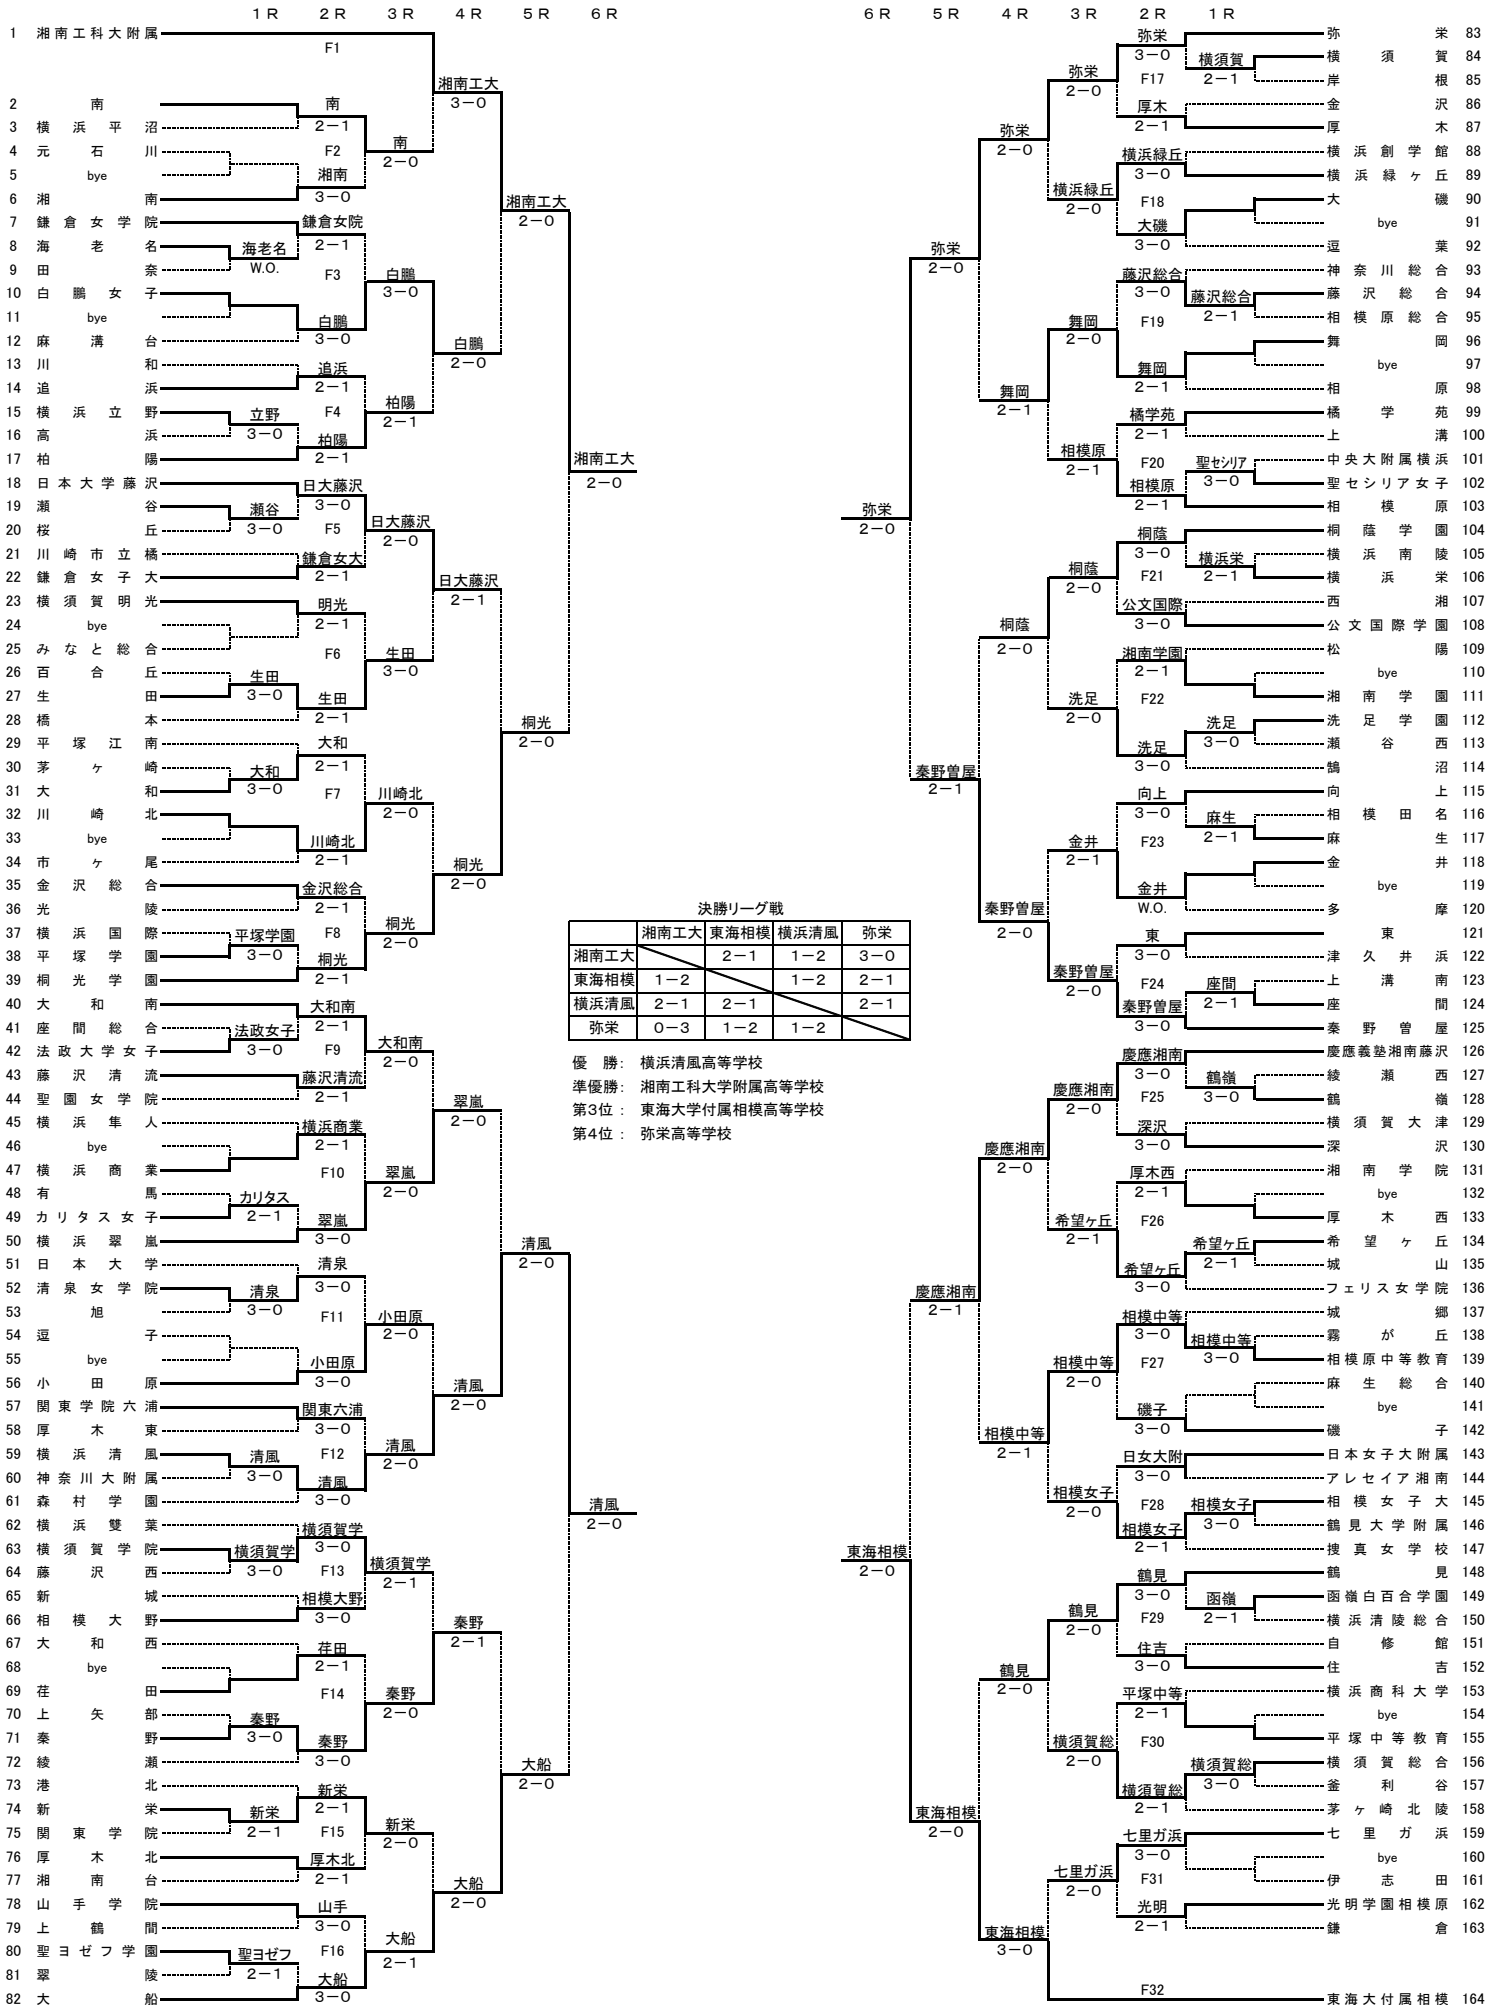 1R 2R 3R 4R 5R 6R
6R 5R 4R 3R 2R 1R
1 湘南工科大附属
2 南
3 横浜平沼
4 元石川
5 bye
6 湘南
7 鎌倉女学院
8 海老名
9 田奈
10 白鵬女子
11 bye
12 麻溝台
13 川和
14 追浜
15 横浜立野
16 高浜
17 柏陽
18 日本大学藤沢
19 瀬谷
20 桜丘
21 川崎市立橘
22 鎌倉女子大
23 横須賀明光
24 bye
25 みなと総合
26 百合丘
27 生田
28 橋本
29 平塚江南
30 茅ヶ崎
31 大和
32 川崎北
33 bye
34 市ヶ尾
35 金沢総合
36 光陵
37 横浜国際
38 平塚学園
39 桐光学園
40 大和南
41 座間総合
42 法政大学女子
43 藤沢清流
44 聖園女学院
45 横浜隼人
46 bye
47 横浜商業
48 有馬
49 カリタス女子
50 横浜翠嵐
51 日本大学
52 清泉女学院
53 旭
54 逗子
55 bye
56 小田原
57 関東学院六浦
58 厚木東
59 横浜清風
60 神奈川大附属
61 森村学園
62 横浜雙葉
63 横須賀学院
64 藤沢西
65 新城
66 相模大野
67 大和西
68 bye
69 荏田
70 上矢部
71 秦野
72 綾瀬
73 港北
74 新栄
75 関東学院
76 厚木北
77 湘南台
78 山手学院
79 上鶴間
80 聖ヨゼフ学園
81 翠陵
82 大船
海老名
W.O.
立野
3-0
瀬谷
3-0
生田
3-0
大和
3-0
平塚学園
3-0
法政女子
3-0
カリタス
2-1
清泉
3-0
清風
3-0
横須賀学
3-0
秦野
3-0
新栄
2-1
聖ヨゼフ
2-1
F1
南
2-1
F2
湘南
3-0
鎌倉女院
2-1
F3
白鵬
3-0
追浜
2-1
F4
柏陽
2-1
日大藤沢
3-0
F5
鎌倉女大
2-1
明光
2-1
F6
生田
2-1
大和
2-1
F7
川崎北
2-1
金沢総合
2-1
F8
桐光
2-1
大和南
2-1
F9
藤沢清流
2-1
横浜商業
2-1
F10
翠嵐
3-0
清泉
3-0
F11
小田原
3-0
関東六浦
3-0
F12
清風
3-0
横須賀学
3-0
F13
相模大野
3-0
荏田
2-1
F14
秦野
3-0
新栄
2-1
F15
厚木北
2-1
山手
3-0
F16
大船
3-0
南
2-0
白鵬
3-0
柏陽
2-1
日大藤沢
2-0
生田
3-0
川崎北
2-0
桐光
2-0
大和南
2-0
翠嵐
2-0
小田原
2-0
清風
2-0
横須賀学
2-1
秦野
2-0
新栄
2-0
大船
2-1
湘南工大
3-0
白鵬
2-0
日大藤沢
2-1
桐光
2-0
翠嵐
2-0
清風
2-0
秦野
2-1
大船
2-0
湘南工大
2-0
桐光
2-0
清風
2-0
大船
2-0
湘南工大
2-0
清風
2-0
決勝リーグ戦
湘南工大 東海相模 横浜清風 弥栄
湘南工大 2-1 1-2 3-0
東海相模 1-2 1-2 2-1
横浜清風 2-1 2-1 2-1
弥栄 0-3 1-2 1-2
優 勝: 横浜清風高等学校
準優勝: 湘南工科大学附属高等学校
第3位 : 東海大学付属相模高等学校
第4位 : 弥栄高等学校
弥栄
2-0
東海相模
2-0
弥栄
2-0
秦野曽屋
2-1
慶應湘南
2-1
東海相模
2-0
弥栄
2-0
舞岡
2-1
桐蔭
2-0
秦野曽屋
2-0
慶應湘南
2-0
相模中等
2-1
鶴見
2-0
東海相模
3-0
弥栄
2-0
横浜緑丘
2-0
舞岡
2-0
相模原
2-1
桐蔭
2-0
洗足
2-0
金井
2-1
秦野曽屋
2-0
慶應湘南
2-0
希望ヶ丘
2-1
相模中等
2-0
相模女子
2-0
鶴見
2-0
横須賀総
2-0
七里ガ浜
2-0
弥栄
3-0
F17
厚木
2-1
横浜緑丘
3-0
F18
大磯
3-0
藤沢総合
3-0
F19
舞岡
2-1
橘学苑
2-1
F20
相模原
2-1
桐蔭
3-0
F21
公文国際
3-0
湘南学園
2-1
F22
洗足
3-0
向上
3-0
F23
金井
W.O.
東
3-0
F24
秦野曽屋
3-0
慶應湘南
3-0
F25
深沢
3-0
厚木西
2-1
F26
希望ヶ丘
3-0
相模中等
3-0
F27
磯子
3-0
日女大附
3-0
F28
相模女子
2-1
鶴見
3-0
F29
住吉
3-0
平塚中等
2-1
F30
横須賀総
2-1
七里ガ浜
3-0
F31
光明
2-1
F32
横須賀
2-1
藤沢総合
2-1
聖セシリア
3-0
横浜栄
2-1
洗足
3-0
麻生
2-1
座間
2-1
鶴嶺
3-0
希望ヶ丘
2-1
相模中等
3-0
相模女子
3-0
函嶺
2-1
横須賀総
3-0
弥栄 83
横須賀 84
岸根 85
金沢 86
厚木 87
横浜創学館 88
横浜緑ヶ丘 89
大磯 90
bye 91
逗葉 92
神奈川総合 93
藤沢総合 94
相模原総合 95
舞岡 96
bye 97
相原 98
橘学苑 99
上溝 100
中央大附属横浜 101
聖セシリア女子 102
相模原 103
桐蔭学園 104
横浜南陵 105
横浜栄 106
西湘 107
公文国際学園 108
松陽 109
bye 110
湘南学園 111
洗足学園 112
瀬谷西 113
鵠沼 114
向上 115
相模田名 116
麻生 117
金井 118
bye 119
多摩 120
東 121
津久井浜 122
上溝南 123
座間 124
秦野曽屋 125
慶應義塾湘南藤沢 126
綾瀬西 127
鶴嶺 128
横須賀大津 129
深沢 130
湘南学院 131
bye 132
厚木西 133
希望ヶ丘 134
城山 135
フェリス女学院 136
城郷 137
霧が丘 138
相模原中等教育 139
麻生総合 140
bye 141
磯子 142
日本女子大附属 143
アレセイア湘南 144
相模女子大 145
鶴見大学附属 146
捜真女学校 147
鶴見 148
函嶺白百合学園 149
横浜清陵総合 150
自修館 151
住吉 152
横浜商科大学 153
bye 154
平塚中等教育 155
横須賀総合 156
釜利谷 157
茅ヶ崎北陵 158
七里ガ浜 159
bye 160
伊志田 161
光明学園相模原 162
鎌倉 163
東海大付属相模 164